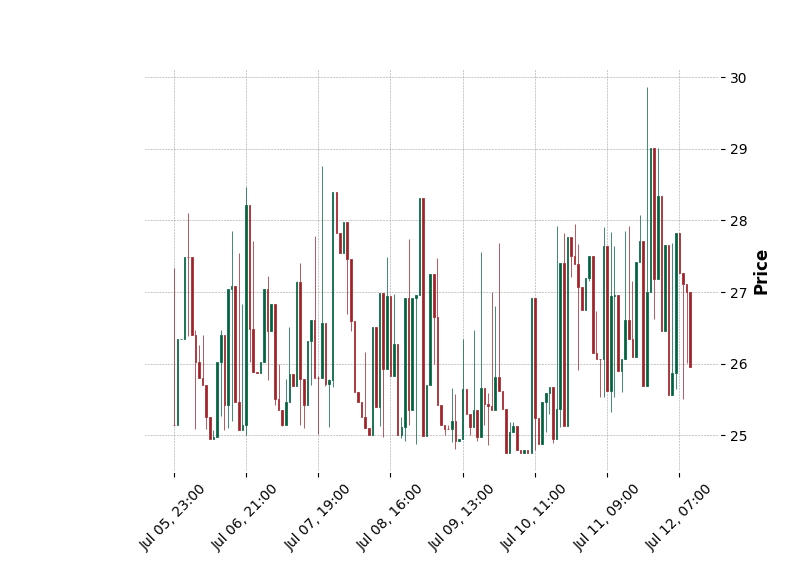 30
29
28
27
26
25
Price
Jul 05, 23:00
Jul 06, 21:00
Jul 07, 19:00
Jul 08, 16:00
Jul 09, 13:00
Jul 10, 11:00
Jul 11, 09:00
Jul 12, 07:00